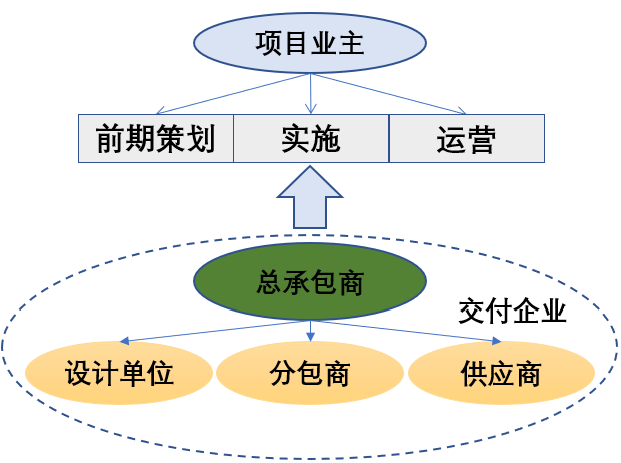 项目业主
前期策划
实施
运营
总承包商
交付企业
设计单位
分包商
供应商